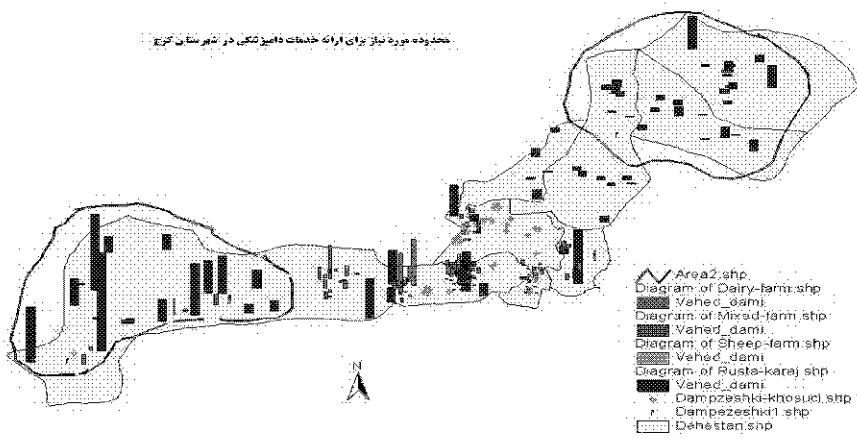 محدوده مورد نیاز برای ارائه خدمات دامپزشکی در شهرستان کرج
N
Area2.shp
Diagram of Dairy-farm.shp
Vahed_dami
Diagram of Mixed-farm.shp
Vahed_dami
Diagram of Sheep-farm.shp
Vahed_dami
Diagram of Rusta-karaj.shp
Vahed_dami
Dampzeshki-khosuci.shp
Dampezeshki1.shp
Dehestan.shp